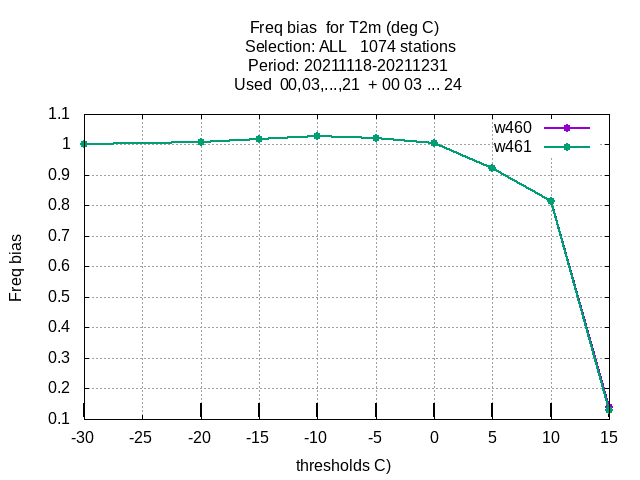 Freq bias  for T2m (deg C)
Selection: ALL   1074 stations
Period: 20211118-20211231
Used  00,03,...,21  + 00 03 ... 24
w460
w461
1.1
1
0.9
0.8
0.7
0.6
0.5
0.4
0.3
0.2
0.1
Freq bias
-30 -25 -20 -15 -10 -5 0 5 10 15
thresholds C)